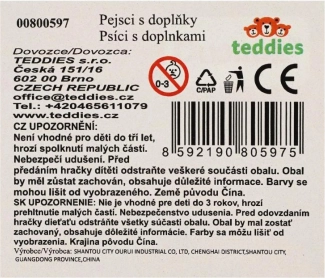 00800597
Pejsci s doplňky
Psíci s doplnkami
teddies
Dovozce/Dovozca:
TEDDIES s.r.o.
Česká 151/16
602 00 Brno
CZECH REPUBLIC
office@teddies.cz
Tel.: +420465611079
www.teddies.cz
0-3
C/PAP
CE
8 592190 805975
CZ UPOZORNĚNÍ:
Není vhodné pro děti do tří let,
hrozí spolknutí malých částí.
Nebezpečí udušení. Před
předáním hračky dítěti odstraňte veškeré součásti obalu. Obal
by měl zůstat zachován, obsahuje důležité informace. Barvy se
mohou lišit od vyobrazeného. Země původu Čína.
SK UPOZORNENIE: Nie je vhodné pre deti do 3 rokov, hrozí
prehltnutie malých častí. Nebezpečenstvo udusenia. Pred odovzdaním
hračky dieťaťu odstráňte všetky súčasti obalu. Obal by mal zostať
zachovaný, obsahuje dôležité informácie. Farby sa môžu líšiť od
vyobrazeného. Krajina pôvodu Čína.
Výrobce/Výrobca: SHANTOU CITY OURUI INDUSTRIAL CO, LTD, CHENGHAI DISTRICT,SHANTOU CITY,
GUANGDONG PROVINCE,CHINA